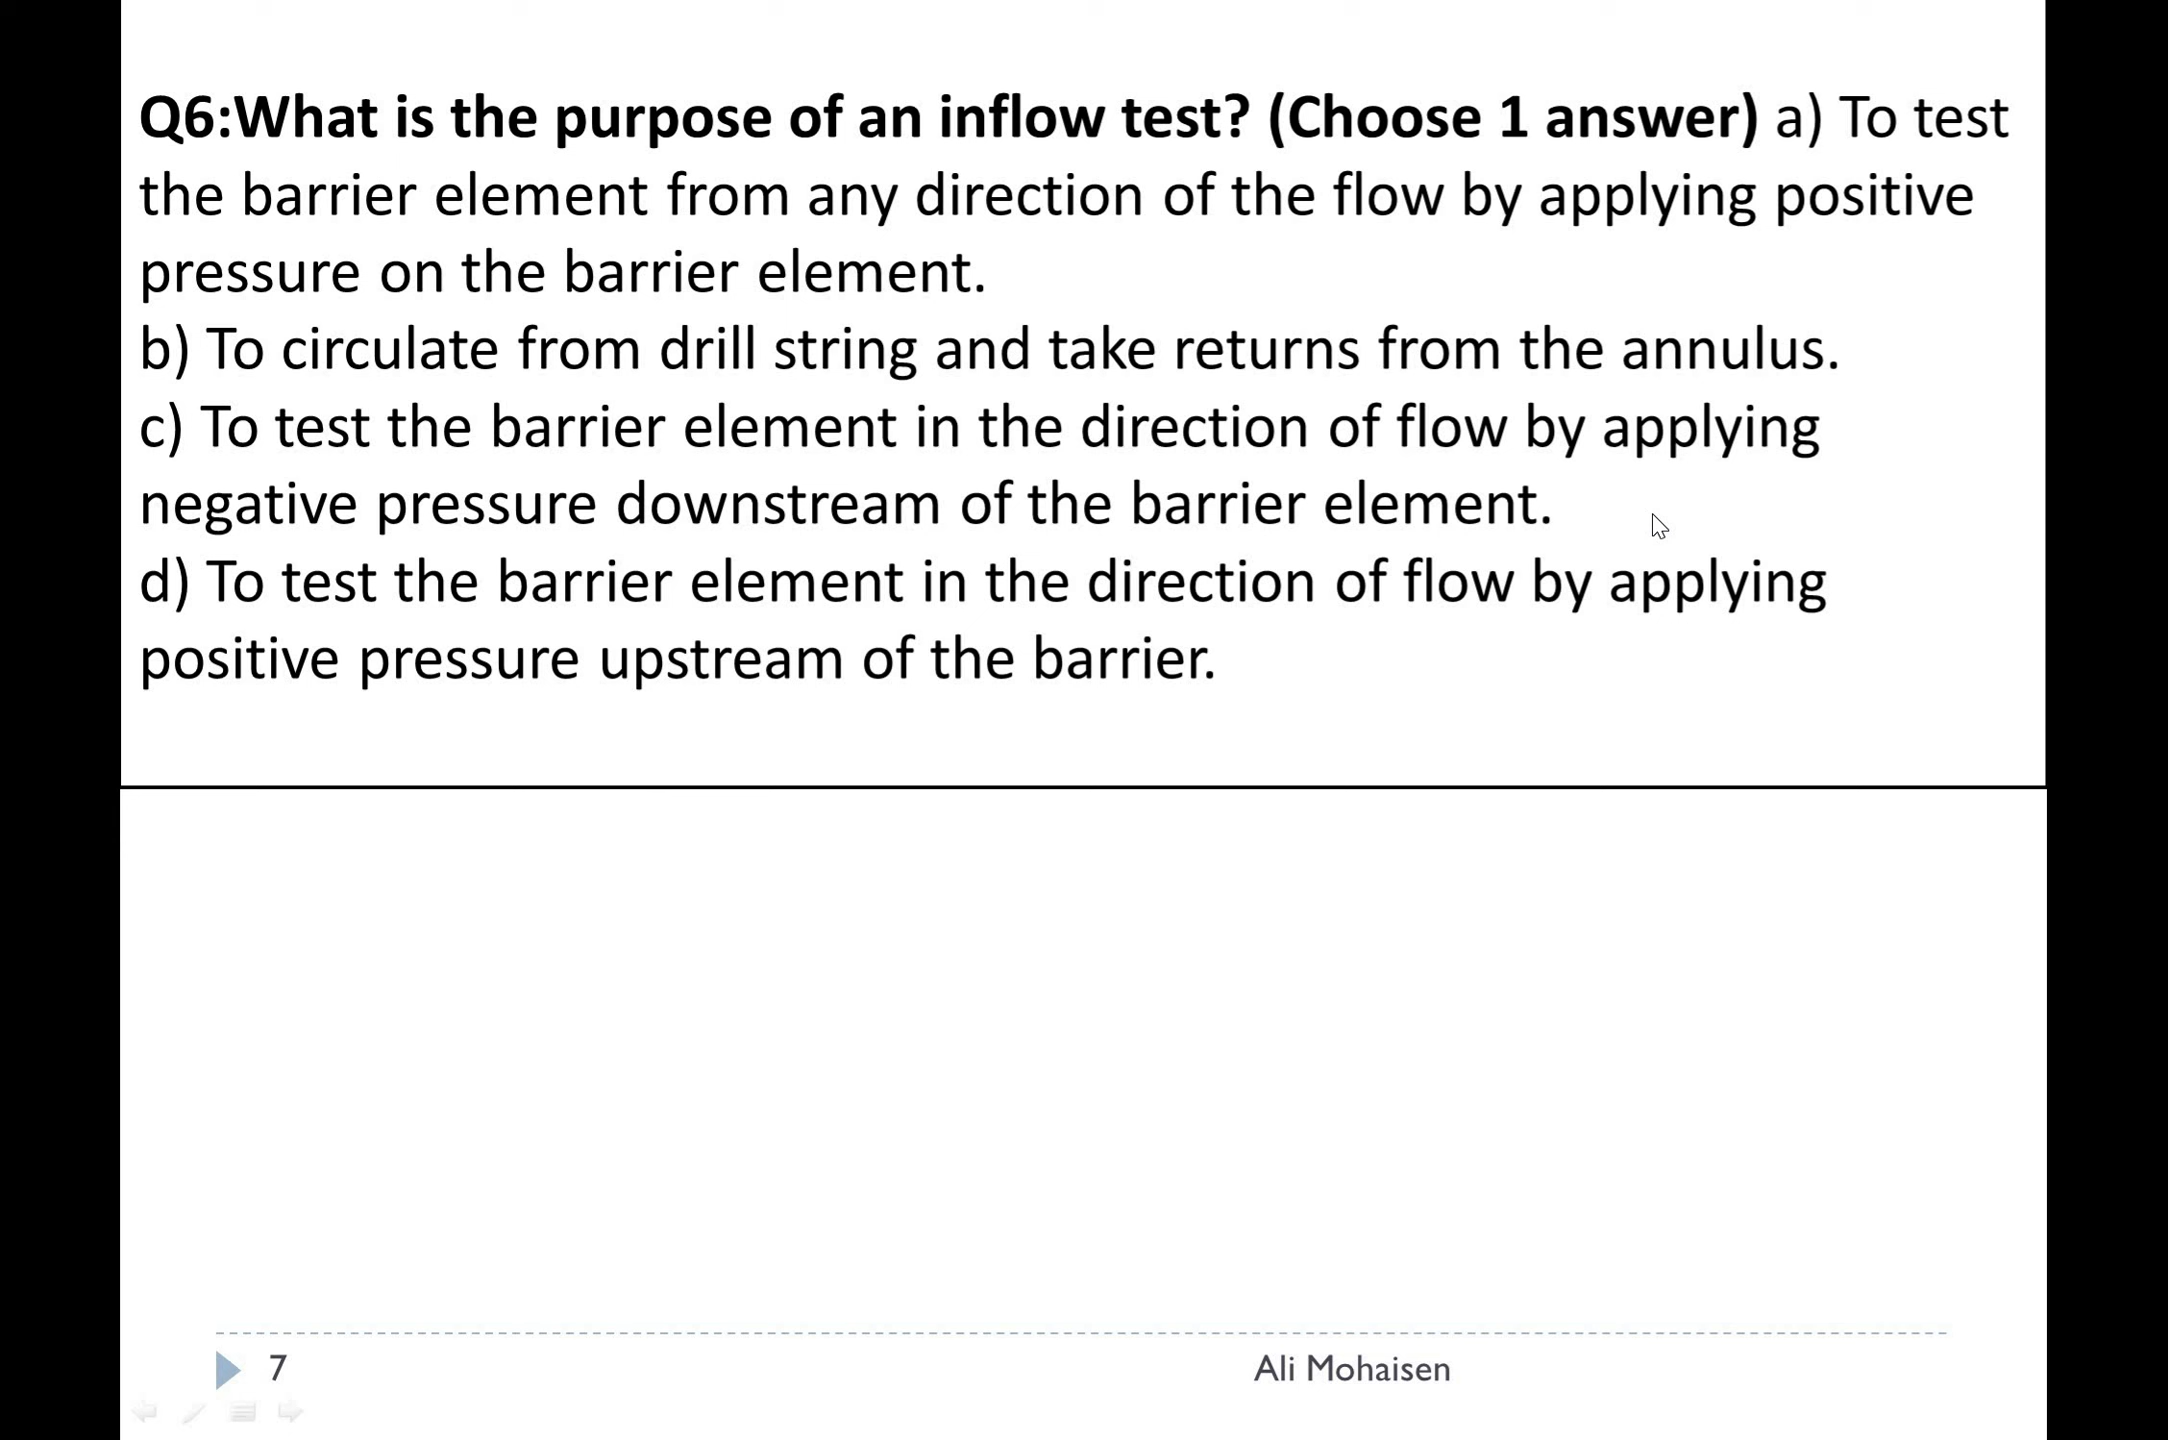 Q6:What is the purpose of an inflow test? (Choose 1 answer) a) To test
the barrier element from any direction of the flow by applying positive
pressure on the barrier element.
b) To circulate from drill string and take returns from the annulus.
c) To test the barrier element in the direction of flow by applying
negative pressure downstream of the barrier element.
d) To test the barrier element in the direction of flow by applying
positive pressure upstream of the barrier.
7
Ali Mohaisen